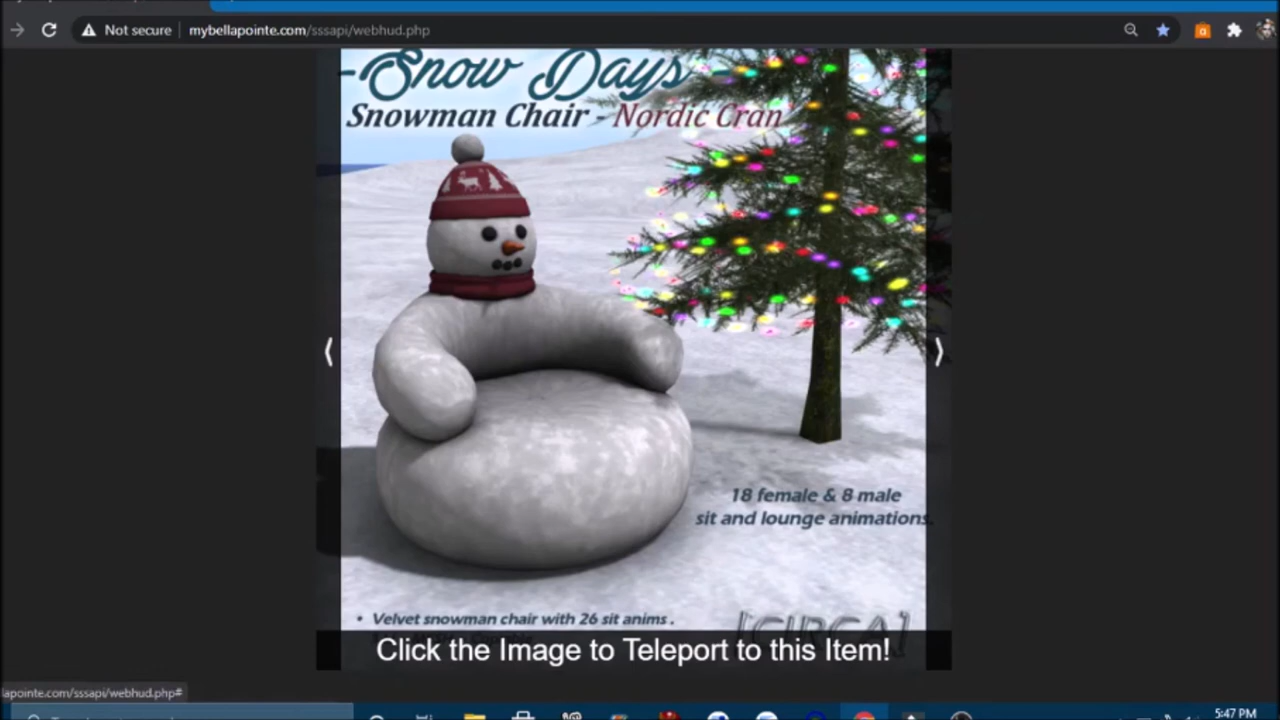 Not secure mybellapointe.com/sssapi/webhud.php
-Snow Days-
Snowman Chair - Nordic Cran
18 female & 8 male
sit and lounge animations.
• Velvet snowman chair with 26 sit anims.
[CIRCA]
Click the Image to Teleport to this Item!
lapointe.com/sssapi/webhud.php#
5:47 PM